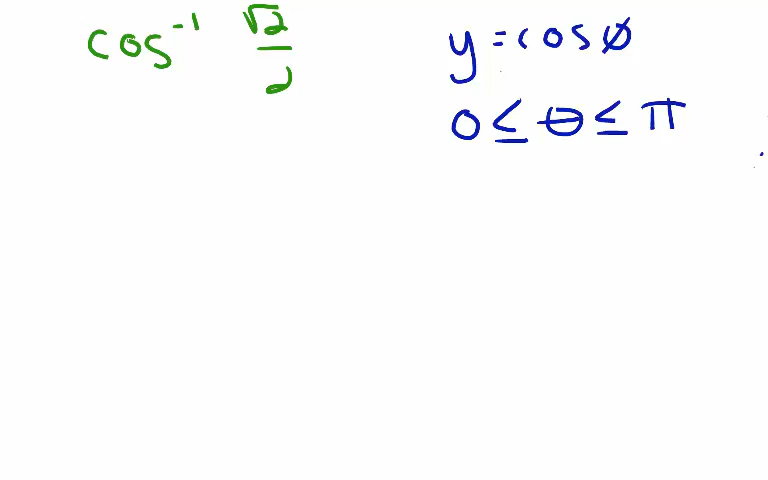 cos⁻¹ √2/2
y = cos ϕ
0 ≤ θ ≤ π